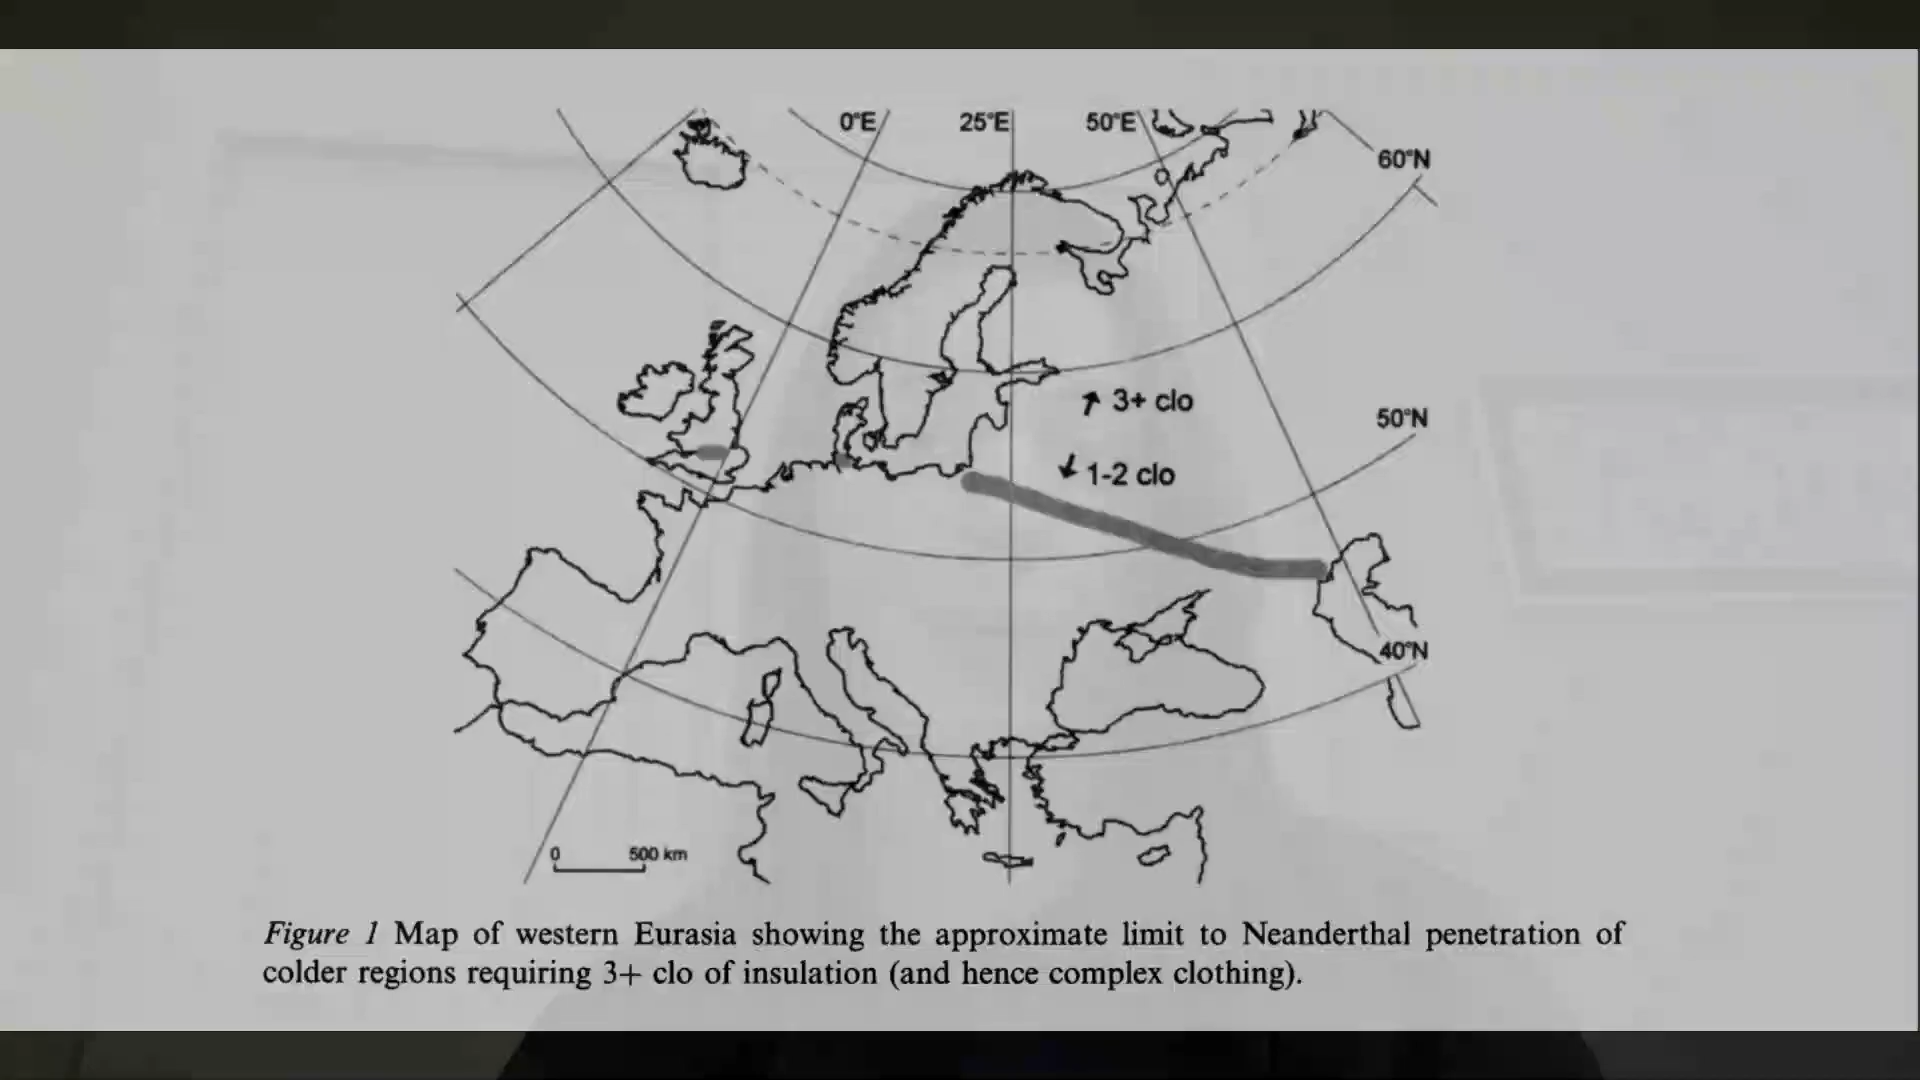 0°E 25°E 50°E
60°N
3+ clo
50°N
1-2 clo
40°N
0 500 km
Figure 1 Map of western Eurasia showing the approximate limit to Neanderthal penetration of
colder regions requiring 3+ clo of insulation (and hence complex clothing).